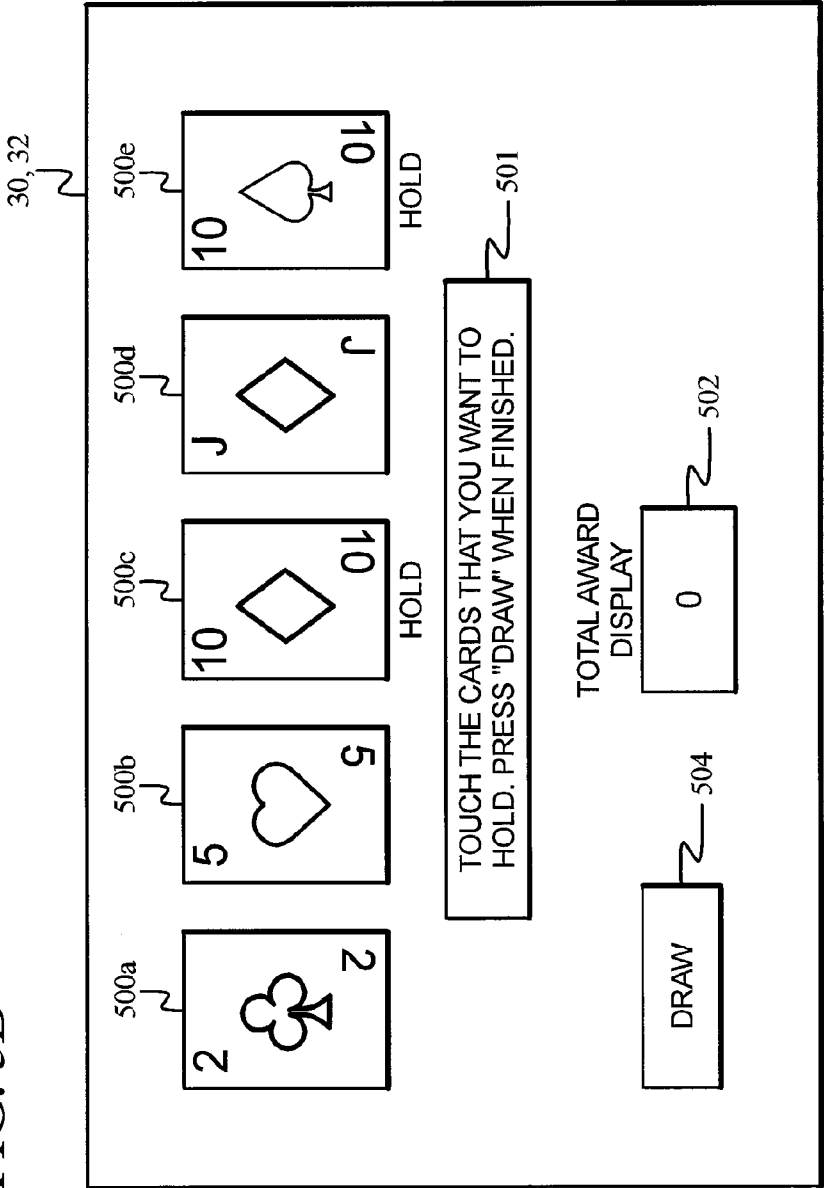 30, 32
500a
500b
500c
500d
500e
2
2
5
5
10
10
J
J
10
10
HOLD
HOLD
TOUCH THE CARDS THAT YOU WANT TO
HOLD. PRESS "DRAW" WHEN FINISHED.
501
TOTAL AWARD
DISPLAY
DRAW
504
0
502